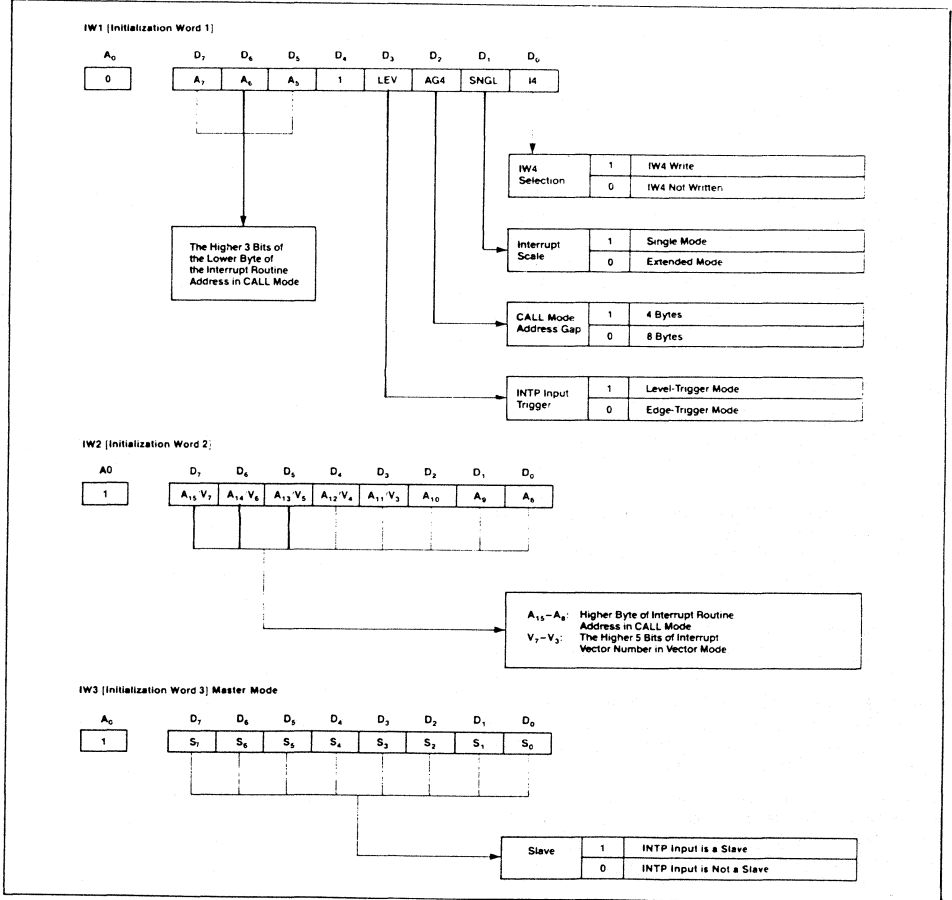 IW1 [Initialization Word 1]
A₀ D₇ D₆ D₅ D₄ D₃ D₂ D₁ D₀
0 A₇ A₆ A₅ 1 LEV AG4 SNGL I4
IW4 Selection
1 IW4 Write
0 IW4 Not Written
The Higher 3 Bits of
the Lower Byte of
the Interrupt Routine
Address in CALL Mode
Interrupt Scale
1 Single Mode
0 Extended Mode
CALL Mode Address Gap
1 4 Bytes
0 8 Bytes
INTP Input Trigger
1 Level-Trigger Mode
0 Edge-Trigger Mode
IW2 [Initialization Word 2]
A0 D₇ D₆ D₅ D₄ D₃ D₂ D₁ D₀
1 A₁₅/V₇ A₁₄/V₆ A₁₃/V₅ A₁₂/V₄ A₁₁/V₃ A₁₀ A₉ A₈
A₁₅–A₈: Higher Byte of Interrupt Routine
Address in CALL Mode
V₇–V₃: The Higher 5 Bits of Interrupt
Vector Number in Vector Mode
IW3 [Initialization Word 3] Master Mode
A₀ D₇ D₆ D₅ D₄ D₃ D₂ D₁ D₀
1 S₇ S₆ S₅ S₄ S₃ S₂ S₁ S₀
Slave
1 INTP Input is a Slave
0 INTP Input is Not a Slave